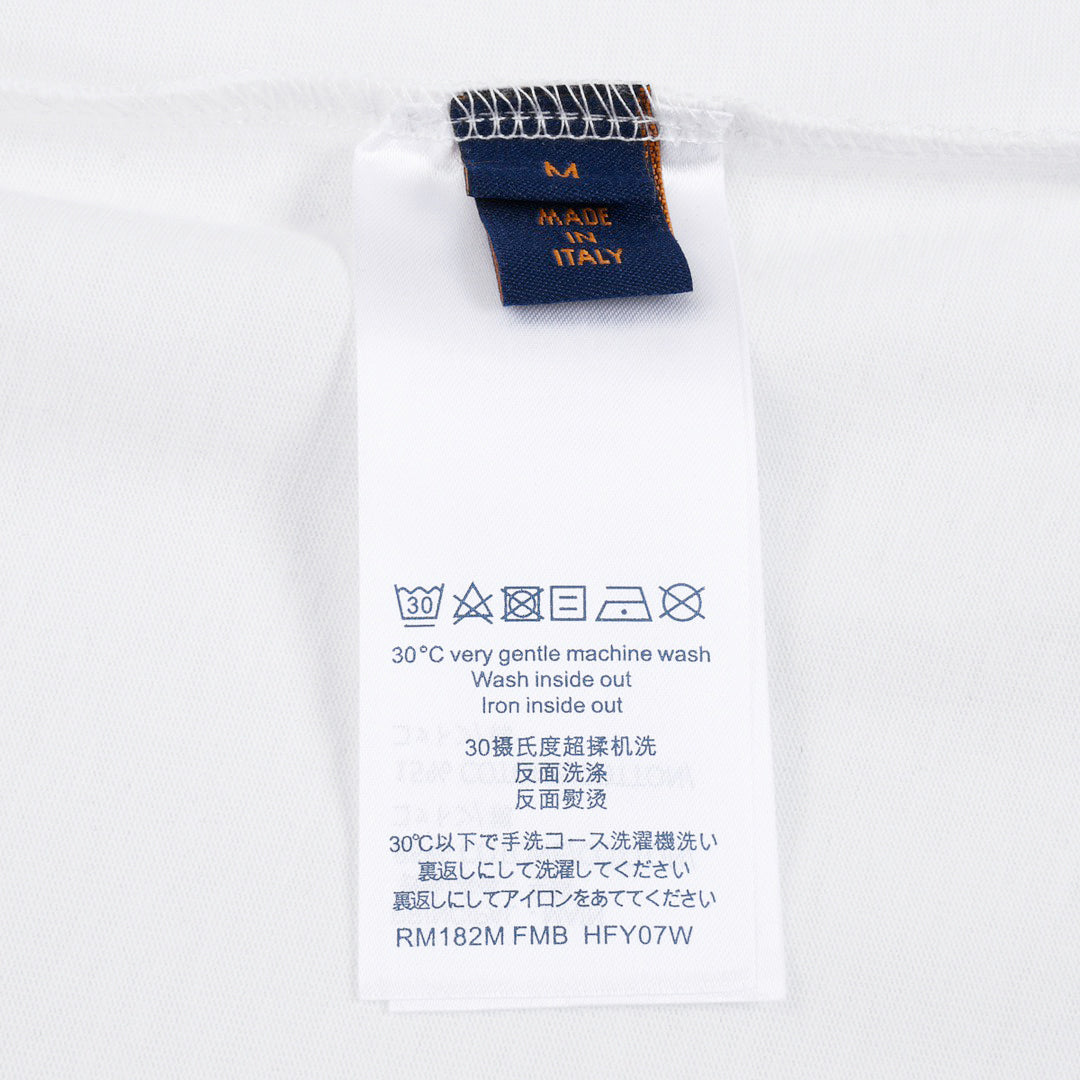 M
MADE
IN
ITALY
30
30°C very gentle machine wash
Wash inside out
Iron inside out
30摄氏度超揉机洗
反面洗涤
反面熨烫
30℃以下で手洗コース洗濯機洗い
裏返しにして洗濯してください
裏返しにしてアイロンをあててください
RM182M FMB HFY07W